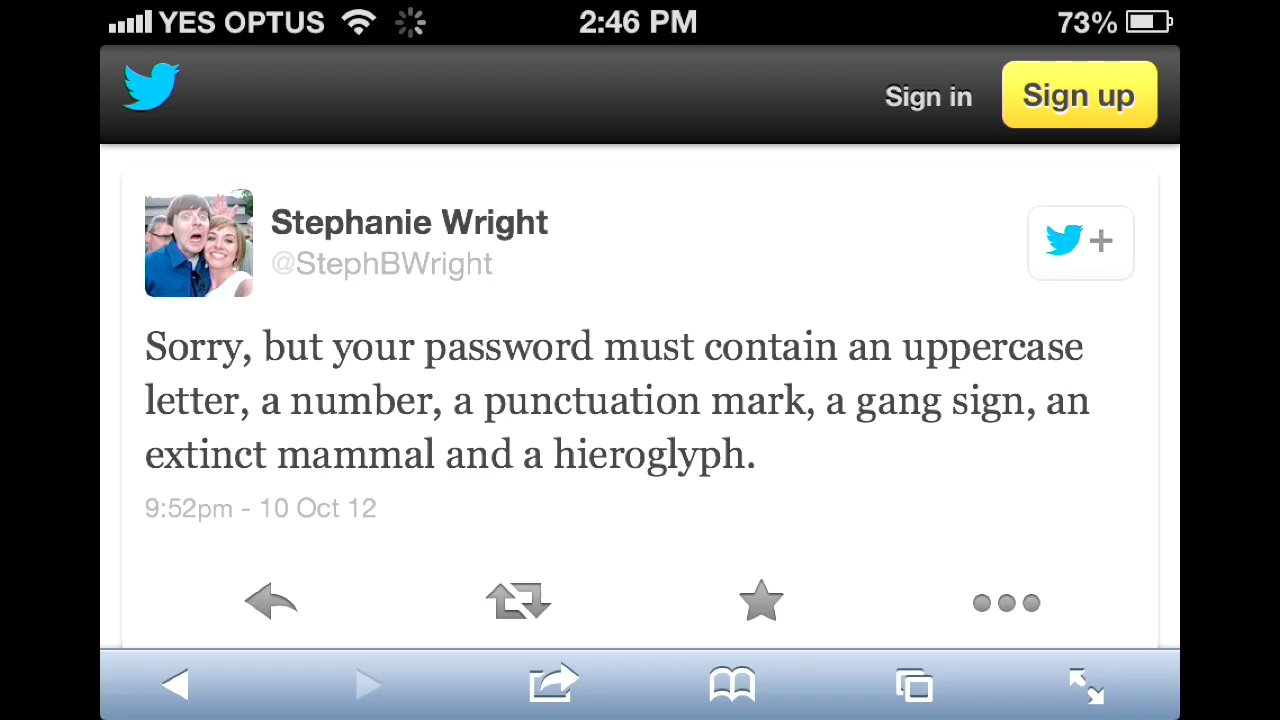 YES OPTUS 2:46 PM 73%
Sign in Sign up
Stephanie Wright
@StephBWright
Sorry, but your password must contain an uppercase
letter, a number, a punctuation mark, a gang sign, an
extinct mammal and a hieroglyph.
9:52pm - 10 Oct 12